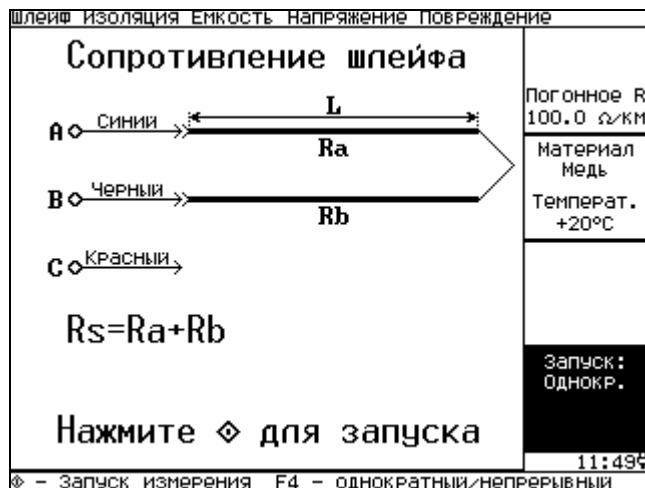 Шлейф Изоляция Емкость Напряжение Повреждение
Сопротивление шлейфа
Погонное R
100.0 Ω/км
Материал
Медь
Температ.
+20°C
A Синий
L
Ra
B Черный
Rb
C Красный
Rs=Ra+Rb
Запуск:
Однокр.
Нажмите для запуска
11:49
- Запуск измерения F4 - однократный/непрерывный